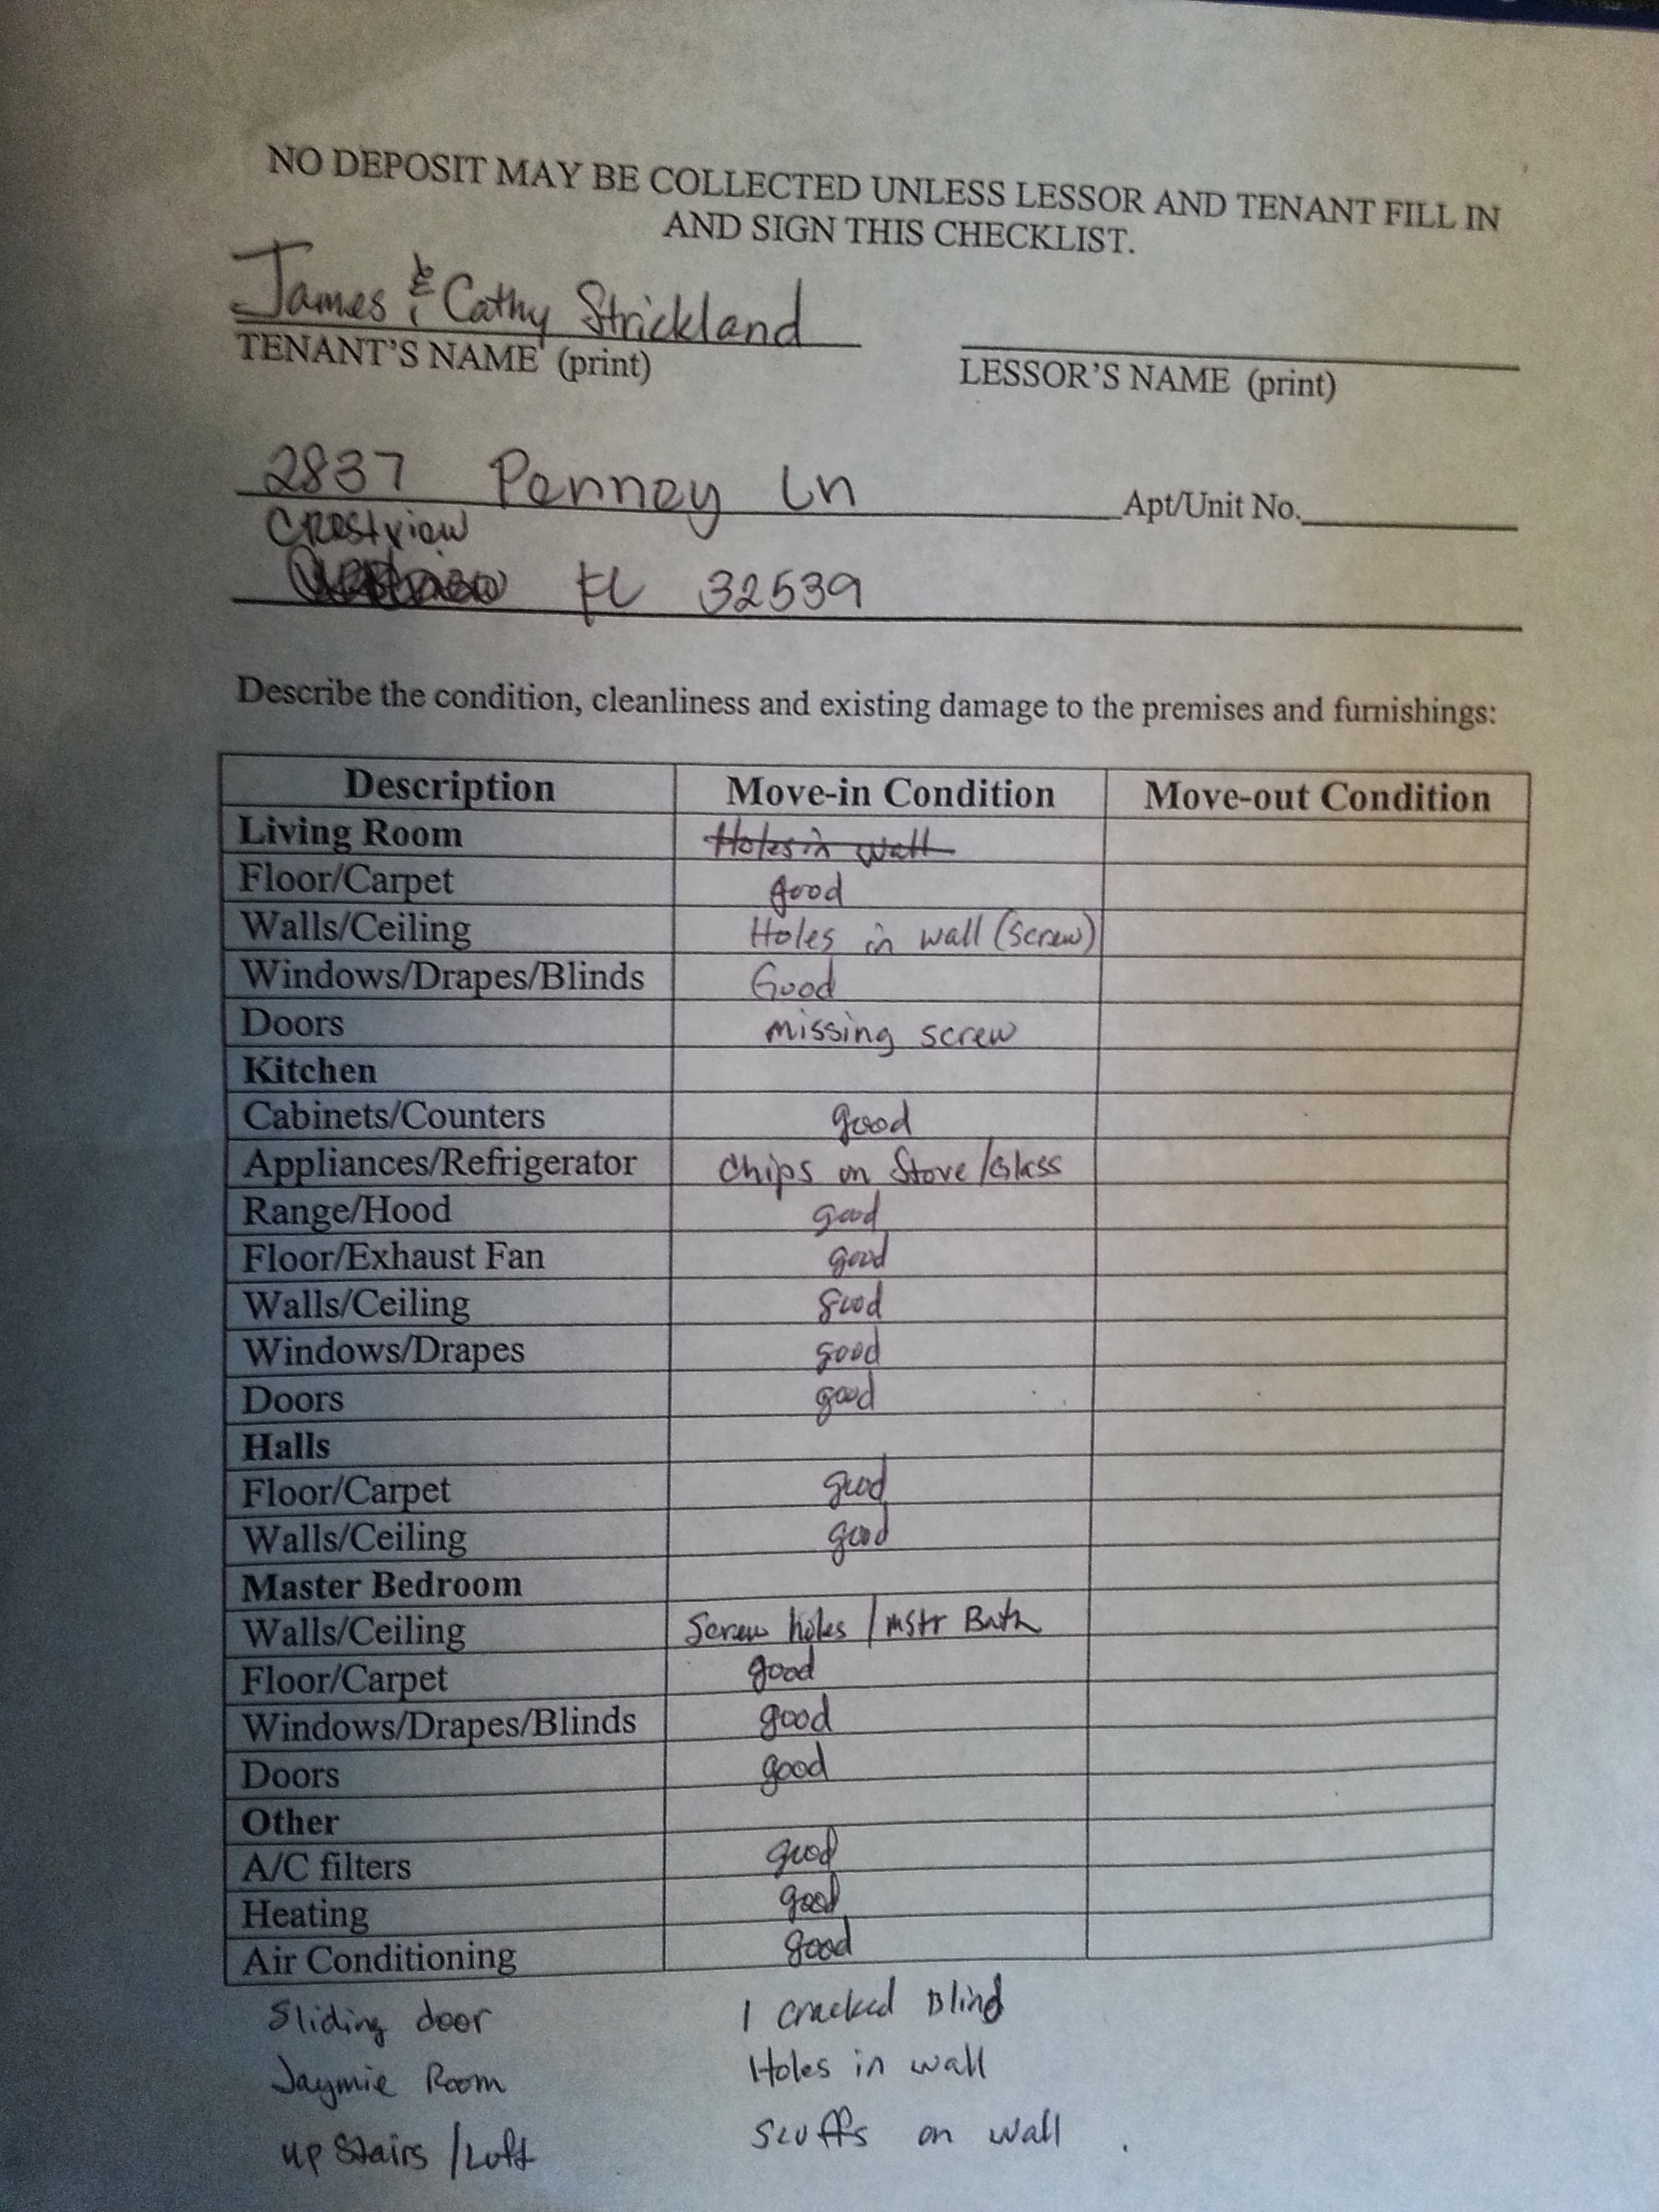 NO DEPOSIT MAY BE COLLECTED UNLESS LESSOR AND TENANT FILL IN
AND SIGN THIS CHECKLIST.
James & Cathy Strickland
TENANT'S NAME (print) LESSOR'S NAME (print)
2837 Penney Ln Apt/Unit No.
Crestview
FL 32539
Describe the condition, cleanliness and existing damage to the premises and furnishings:
Description Move-in Condition Move-out Condition
Living Room Holes in wall
Floor/Carpet good
Walls/Ceiling Holes in wall (screw)
Windows/Drapes/Blinds Good
Doors missing screw
Kitchen
Cabinets/Counters good
Appliances/Refrigerator Chips on Stove/Glass
Range/Hood good
Floor/Exhaust Fan good
Walls/Ceiling good
Windows/Drapes good
Doors good
Halls
Floor/Carpet good
Walls/Ceiling good
Master Bedroom
Walls/Ceiling Screw holes / mstr Bath
Floor/Carpet good
Windows/Drapes/Blinds good
Doors good
Other
A/C filters good
Heating good
Air Conditioning good
Sliding door 1 cracked Blind
Jaymie Room Holes in wall
up Stairs /Loft Scuffs on wall .